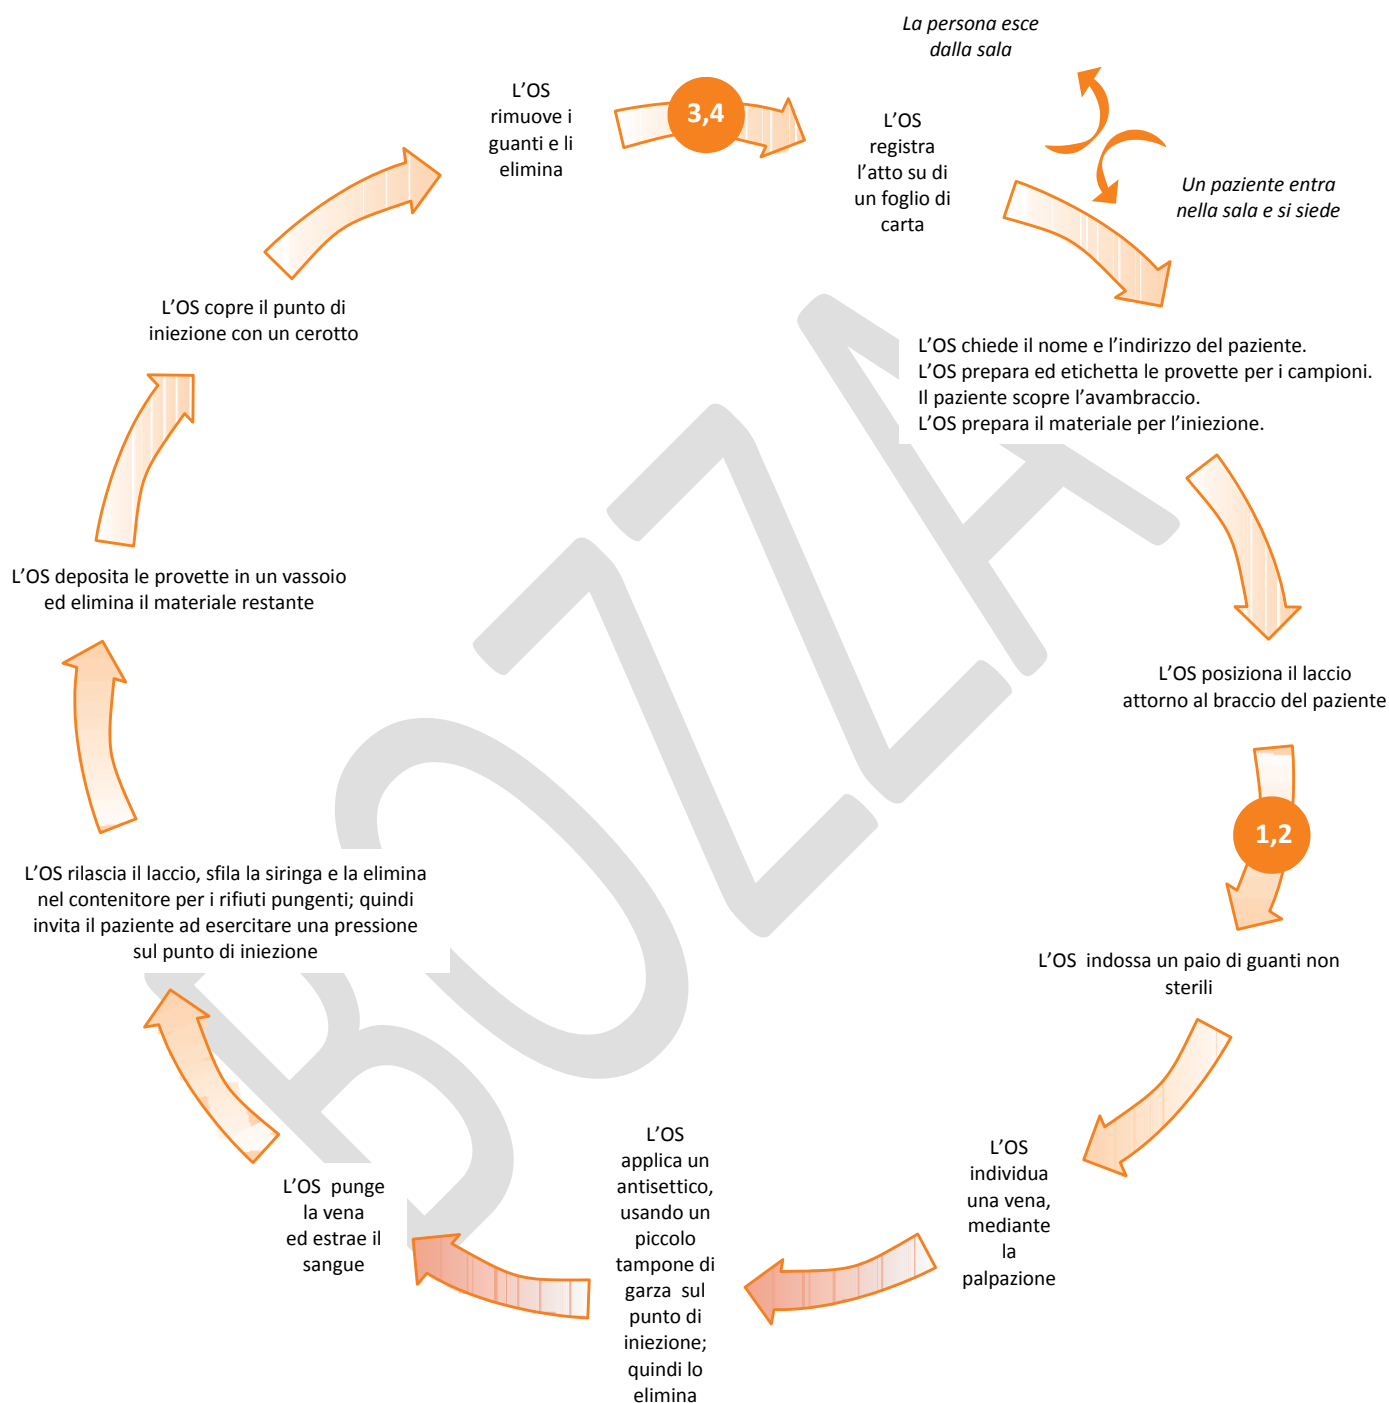 La persona esce
dalla sala
Un paziente entra
nella sala e si siede
L'OS chiede il nome e l'indirizzo del paziente.
L'OS prepara ed etichetta le provette per i campioni.
Il paziente scopre l'avambraccio.
L'OS prepara il materiale per l'iniezione.
L'OS posiziona il laccio
attorno al braccio del paziente
1,2
L'OS  indossa un paio di guanti non
sterili
L'OS
individua
una vena,
mediante
la
palpazione
L'OS
applica un
antisettico,
usando un
piccolo
tampone di
garza  sul
punto di
iniezione;
quindi lo
elimina
L'OS  punge
la vena
ed estrae il
sangue
L'OS rilascia il laccio, sfila la siringa e la elimina
nel contenitore per i rifiuti pungenti; quindi
invita il paziente ad esercitare una pressione
sul punto di iniezione
L'OS deposita le provette in un vassoio
ed elimina il materiale restante
L'OS copre il punto di
iniezione con un cerotto
L'OS
rimuove i
guanti e li
elimina
3,4
L'OS
registra
l'atto su di
un foglio di
carta
BOZZA